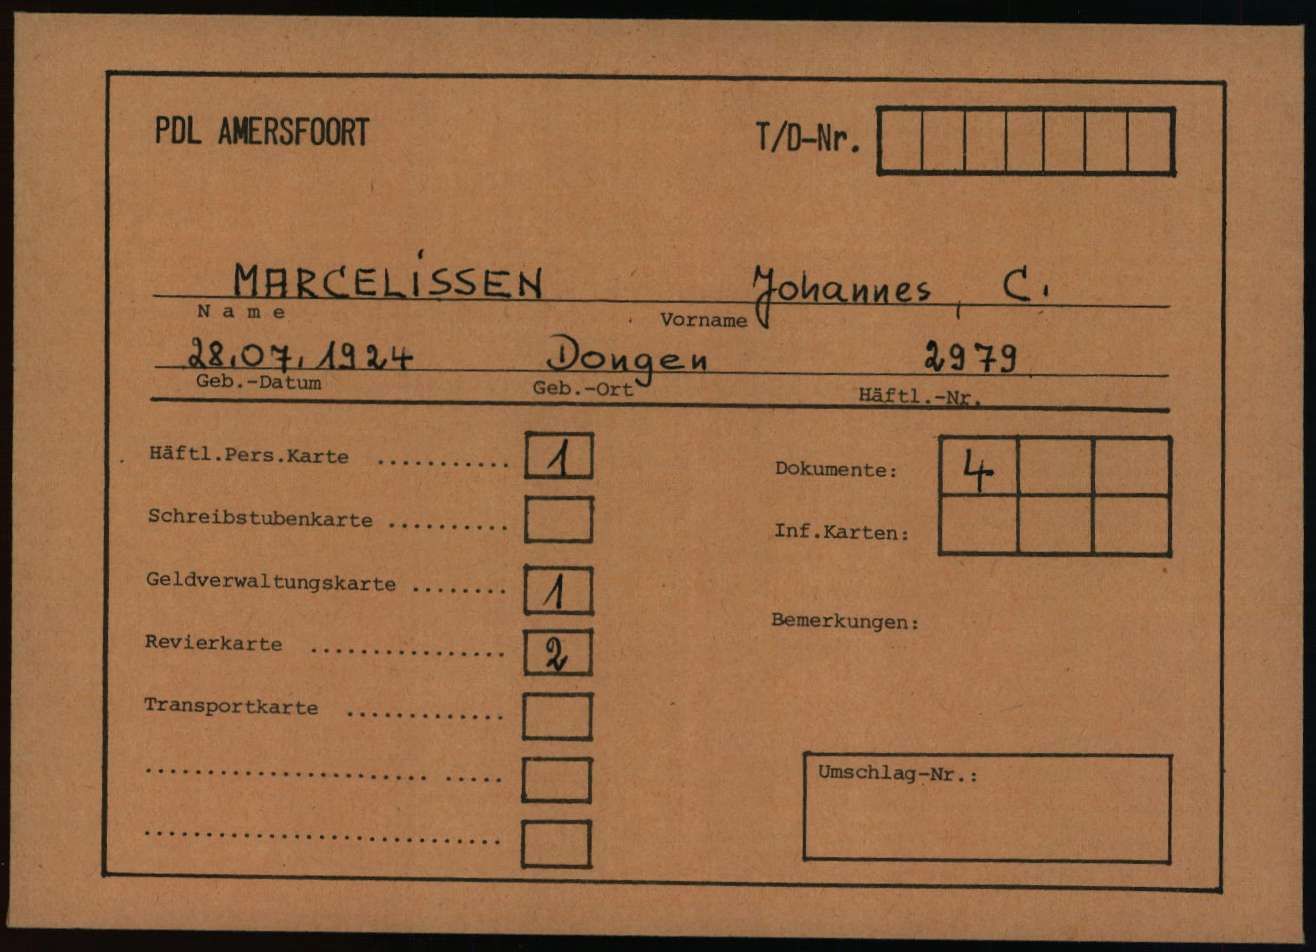 PDL AMERSFOORT T/D-Nr.
MARCELiSSEN Johannes, C.
Name Vorname
28.07.1924 Dongen 2979
Geb.-Datum Geb.-Ort Häftl.-Nr.
Häftl.Pers.Karte ........... 1
Dokumente: 4
Schreibstubenkarte ..........
Inf.Karten:
Geldverwaltungskarte ........ 1
Bemerkungen:
Revierkarte ................ 2
Transportkarte .............
Umschlag-Nr.: